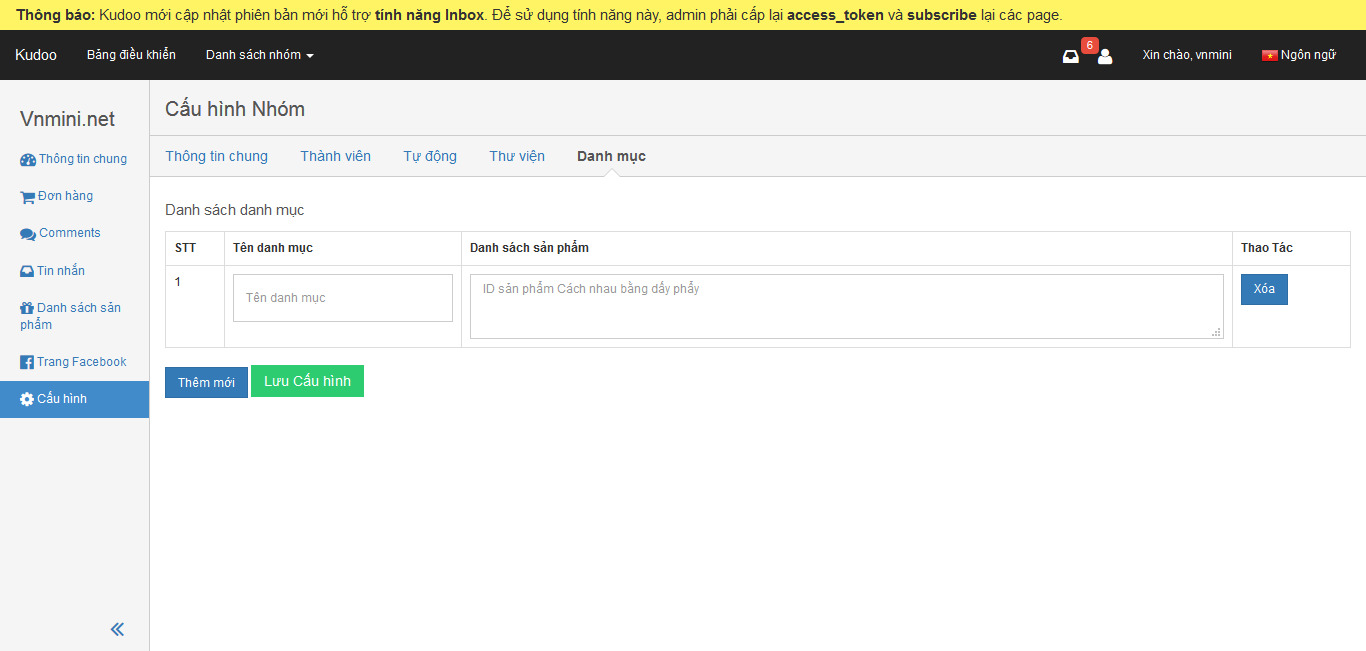 Thông báo: Kudoo mới cập nhật phiên bản mới hỗ trợ tính năng Inbox. Để sử dụng tính năng này, admin phải cấp lại access_token và subscribe lại các page.
Kudoo Bảng điều khiển Danh sách nhóm 6 Xin chào, vnmini Ngôn ngữ
Vnmini.net
Thông tin chung
Đơn hàng
Comments
Tin nhắn
Danh sách sản
phẩm
Trang Facebook
Cấu hình
Cấu hình Nhóm
Thông tin chung Thành viên Tự động Thư viện Danh mục
Danh sách danh mục
STT Tên danh mục Danh sách sản phẩm Thao Tác
1 Tên danh mục ID sản phẩm Cách nhau bằng dấy phẩy Xóa
Thêm mới Lưu Cấu hình